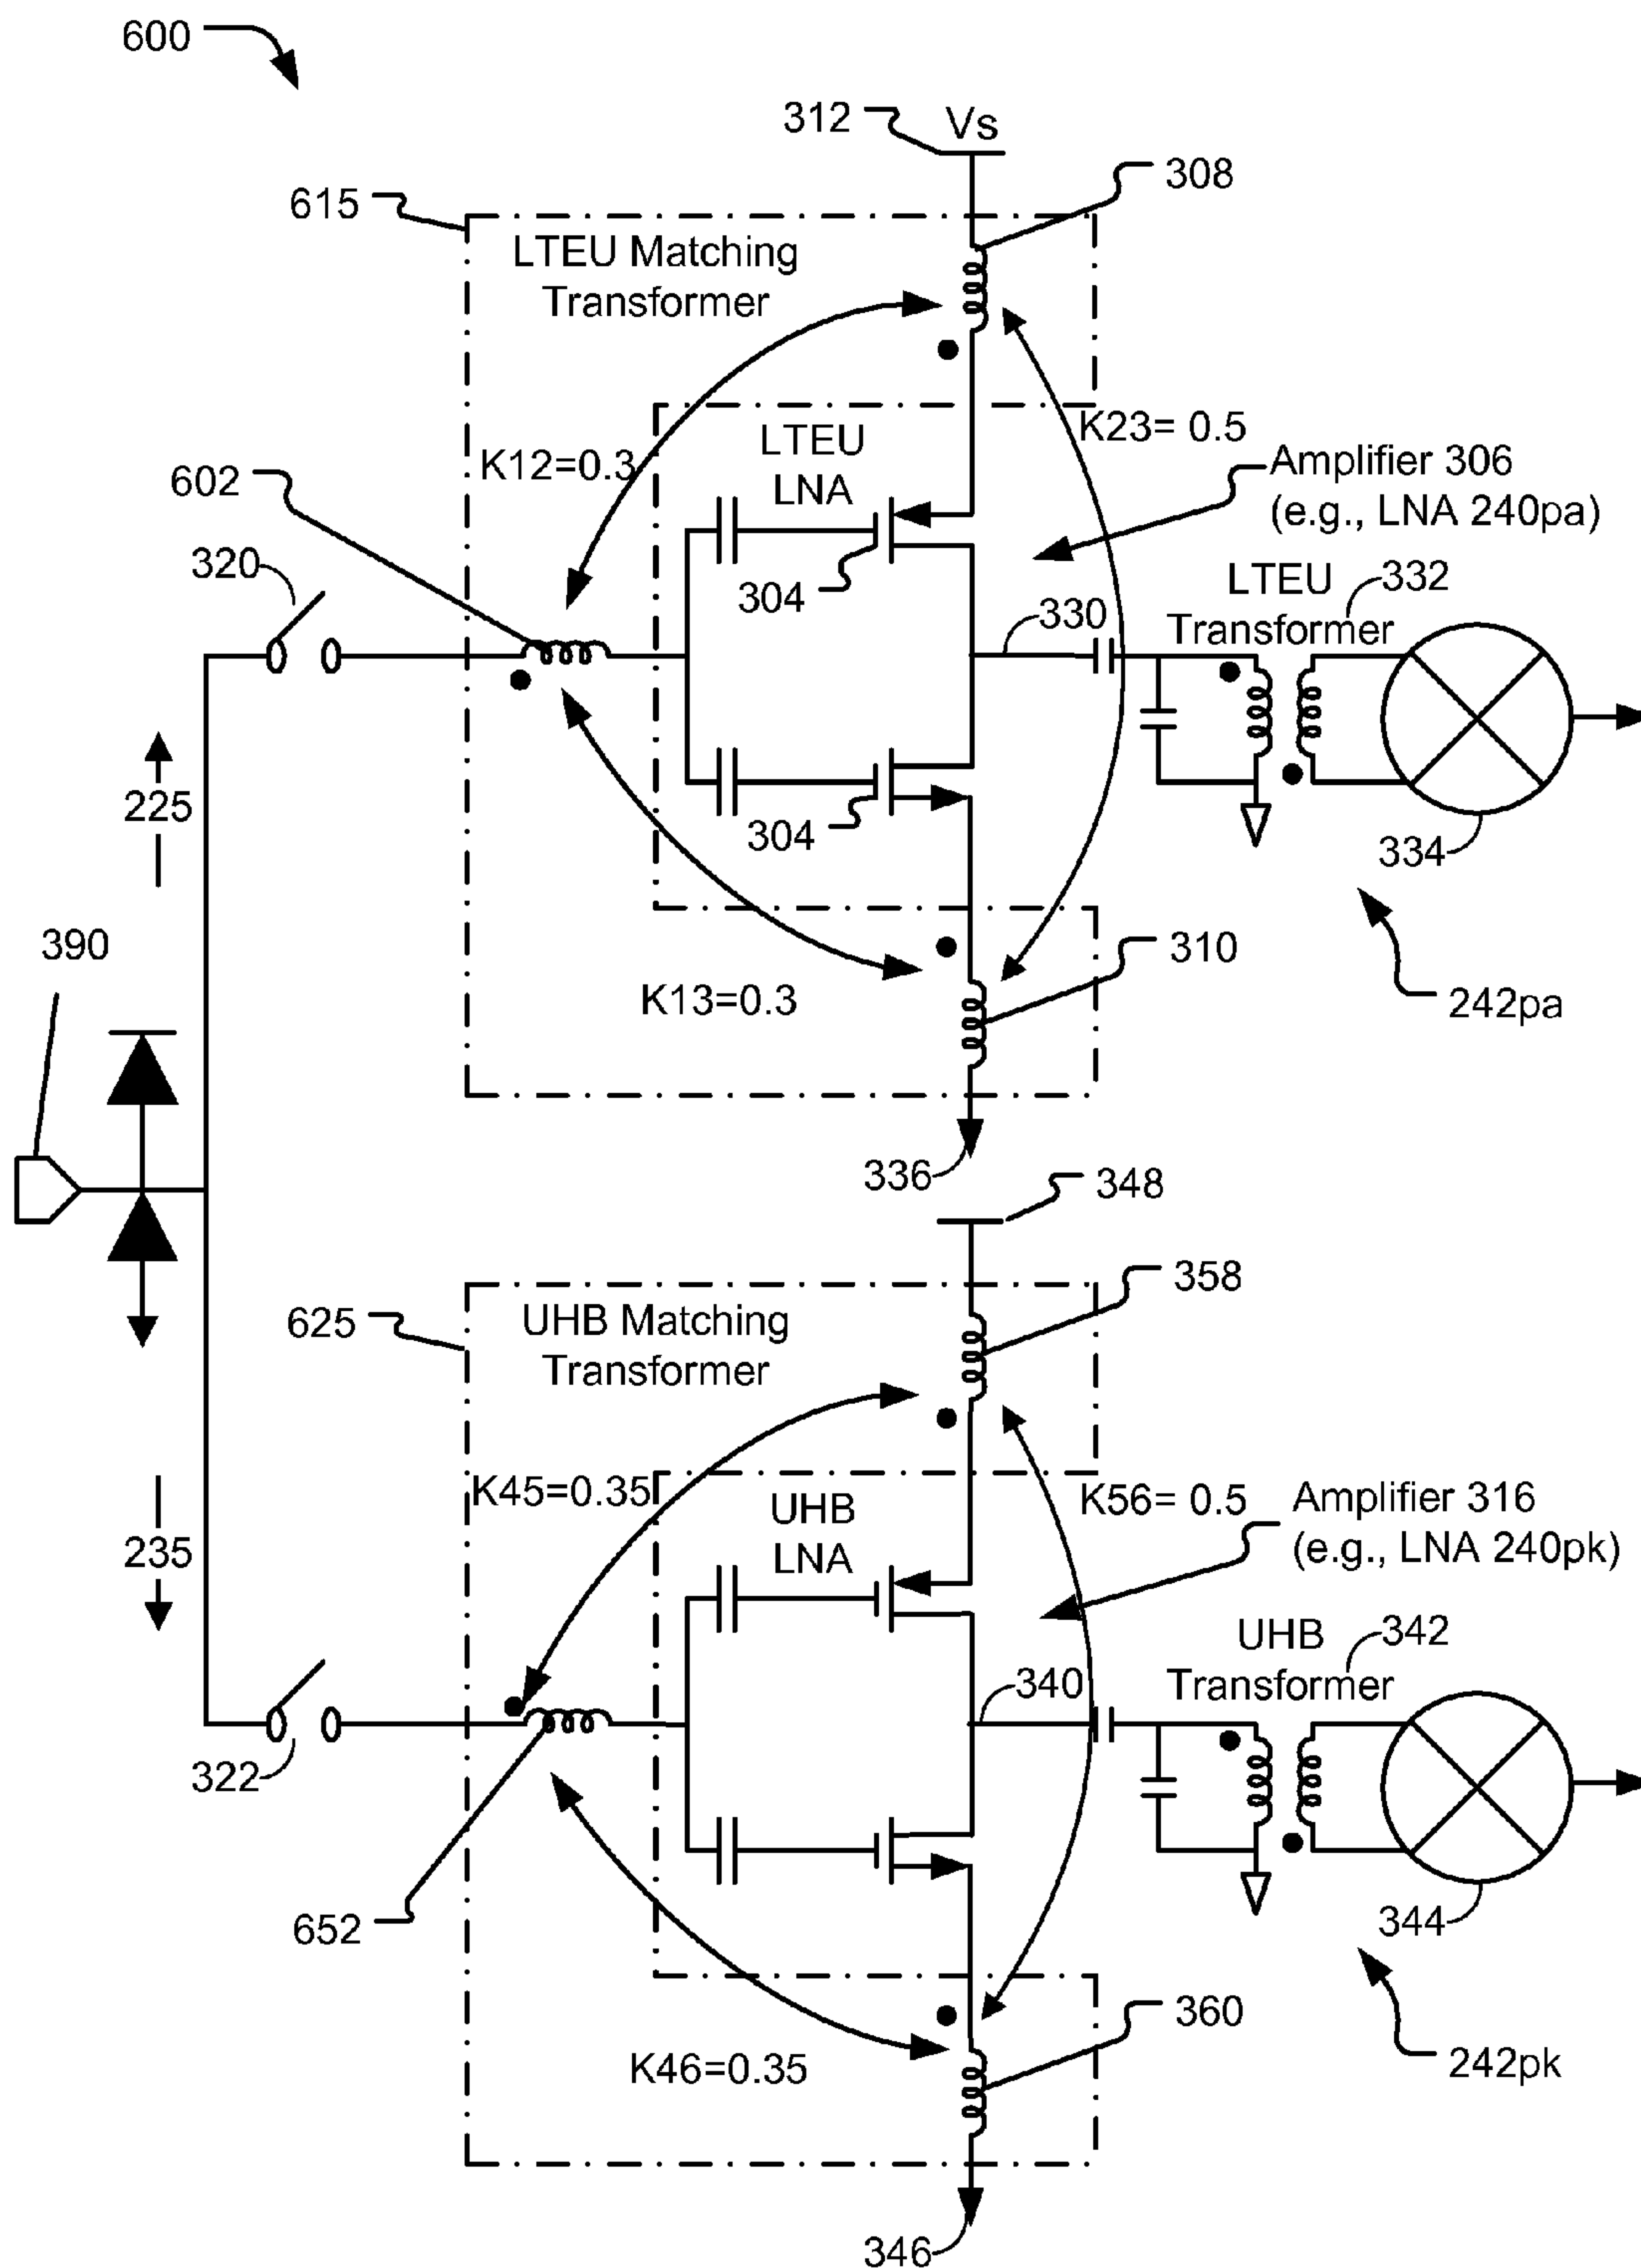 600
312
Vs
308
615
LTEU Matching
Transformer
K23= 0.5
LTEU
LNA
K12=0.3
602
Amplifier 306
(e.g., LNA 240pa)
320
304
LTEU
Transformer
332
330
225
304
334
390
310
K13=0.3
242pa
336
348
358
625
UHB Matching
Transformer
K45=0.35
K56= 0.5
UHB
LNA
Amplifier 316
(e.g., LNA 240pk)
235
UHB
Transformer
342
340
322
652
344
360
K46=0.35
242pk
346